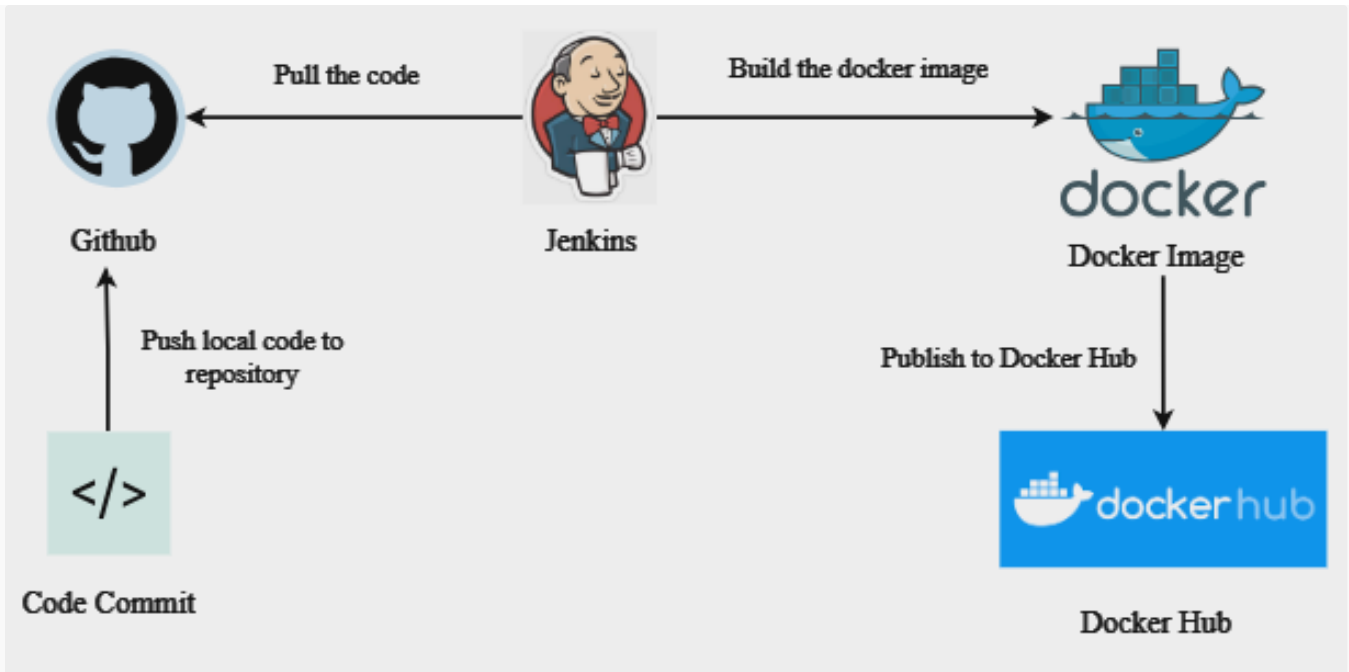 Pull the code
Build the docker image
docker
Github
Jenkins
Docker Image
Push local code to
repository
Publish to Docker Hub
</>
dockerhub
Code Commit
Docker Hub